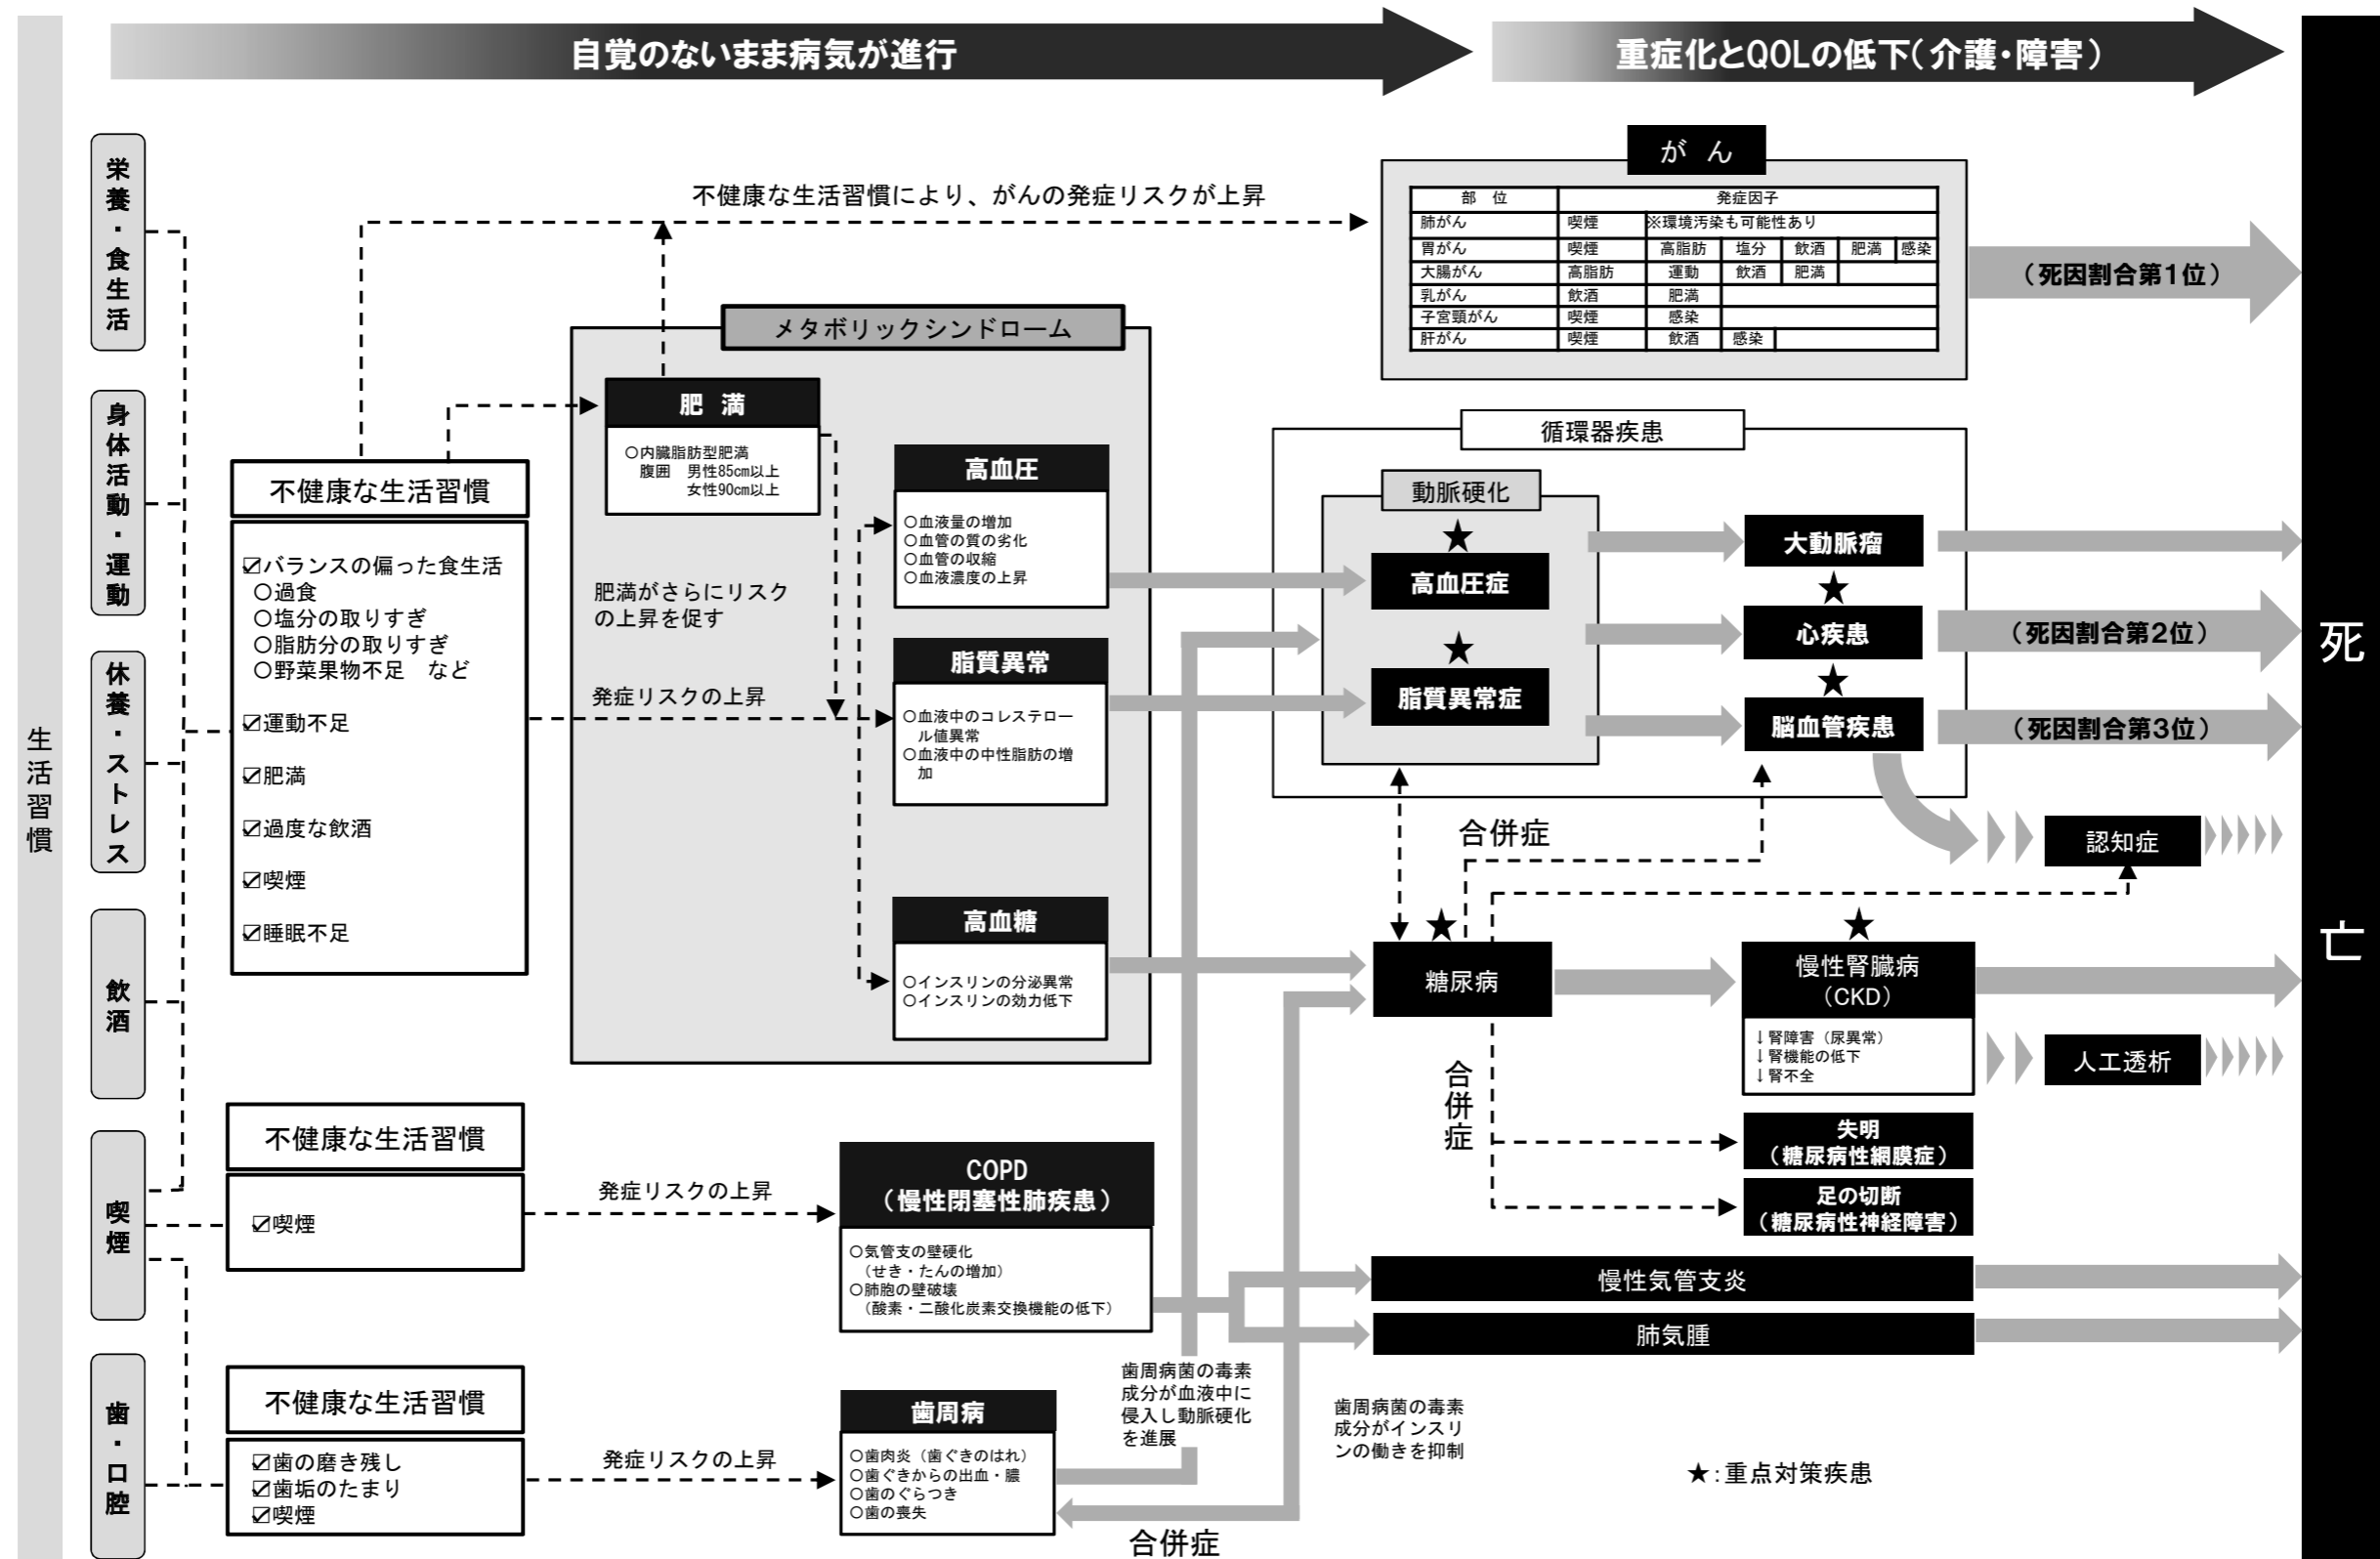 自覚のないまま病気が進行
重症化とQOLの低下(介護・障害)
生活習慣
栄養・食生活
身体活動・運動
休養・ストレス
飲酒
喫煙
歯・口腔
不健康な生活習慣により、がんの発症リスクが上昇
が ん
部 位 発症因子
肺がん 喫煙 ※環境汚染も可能性あり
胃がん 喫煙 高脂肪 塩分 飲酒 肥満 感染
大腸がん 高脂肪 運動 飲酒 肥満
乳がん 飲酒 肥満
子宮頸がん 喫煙 感染
肝がん 喫煙 飲酒 感染
(死因割合第1位)
不健康な生活習慣
☑バランスの偏った食生活
○過食
○塩分の取りすぎ
○脂肪分の取りすぎ
○野菜果物不足 など
☑運動不足
☑肥満
☑過度な飲酒
☑喫煙
☑睡眠不足
メタボリックシンドローム
肥 満
○内臓脂肪型肥満
腹囲 男性85cm以上
女性90cm以上
肥満がさらにリスク
の上昇を促す
発症リスクの上昇
高血圧
○血液量の増加
○血管の質の劣化
○血管の収縮
○血液濃度の上昇
脂質異常
○血液中のコレステロー
ル値異常
○血液中の中性脂肪の増
加
高血糖
○インスリンの分泌異常
○インスリンの効力低下
循環器疾患
動脈硬化
★
高血圧症
★
脂質異常症
大動脈瘤
★
心疾患
★
脳血管疾患
(死因割合第2位)
(死因割合第3位)
合併症
認知症
★
糖尿病
★
慢性腎臓病
(CKD)
↓腎障害(尿異常)
↓腎機能の低下
↓腎不全
人工透析
合併症
失明
(糖尿病性網膜症)
足の切断
(糖尿病性神経障害)
不健康な生活習慣
☑喫煙
発症リスクの上昇
COPD
(慢性閉塞性肺疾患)
○気管支の壁硬化
(せき・たんの増加)
○肺胞の壁破壊
(酸素・二酸化炭素交換機能の低下)
慢性気管支炎
肺気腫
不健康な生活習慣
☑歯の磨き残し
☑歯垢のたまり
☑喫煙
発症リスクの上昇
歯周病
○歯肉炎(歯ぐきのはれ)
○歯ぐきからの出血・膿
○歯のぐらつき
○歯の喪失
歯周病菌の毒素
成分が血液中に
侵入し動脈硬化
を進展
歯周病菌の毒素
成分がインスリ
ンの働きを抑制
合併症
★:重点対策疾患
死亡